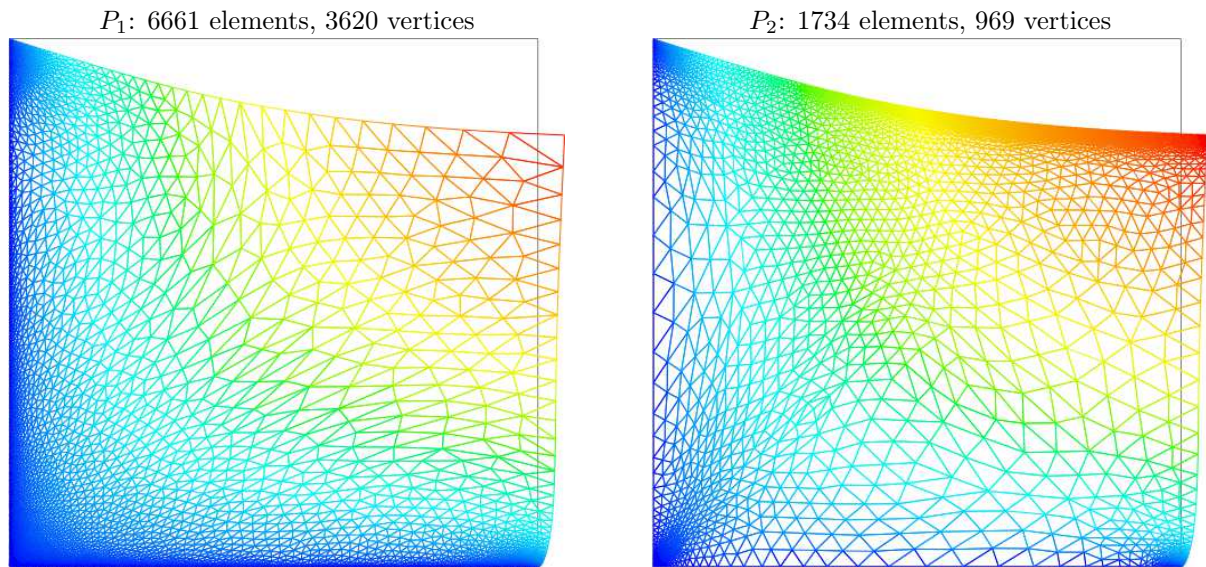 P₁: 6661 elements, 3620 vertices
P₂: 1734 elements, 969 vertices